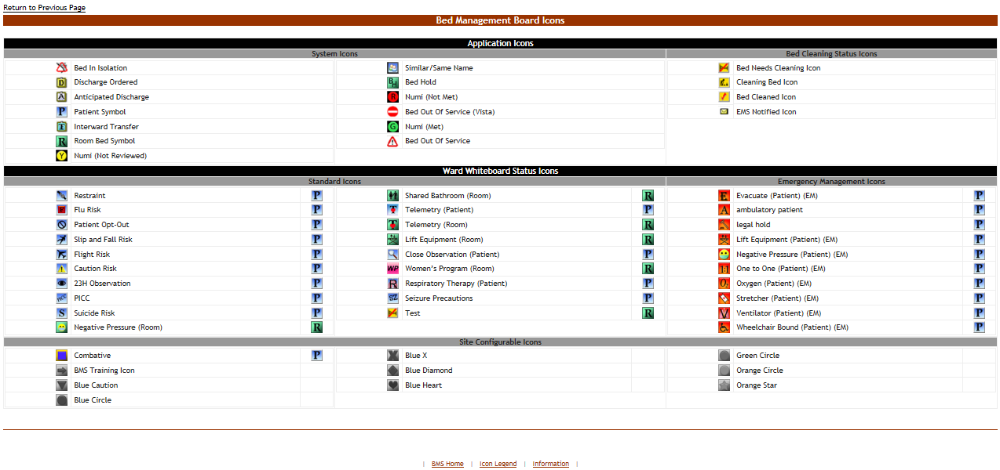 Return to Previous Page
Bed Management Board Icons
Application Icons
System Icons
Bed Cleaning Status Icons
Bed In Isolation
Similar/Same Name
Bed Needs Cleaning Icon
D Discharge Ordered
BH Bed Hold
Cleaning Bed Icon
A Anticipated Discharge
R Numi (Not Met)
Bed Cleaned Icon
P Patient Symbol
Bed Out Of Service (Vista)
EMS Notified Icon
Interward Transfer
G Numi (Met)
R Room Bed Symbol
Bed Out Of Service
Y Numi (Not Reviewed)
Ward Whiteboard Status Icons
Standard Icons
Emergency Management Icons
Restraint P
Shared Bathroom (Room) R
E Evacuate (Patient) (EM) P
Flu Risk P
Telemetry (Patient) P
A ambulatory patient P
Patient Opt-Out P
Telemetry (Room) R
legal hold P
Slip and Fall Risk P
Lift Equipment (Room) R
Lift Equipment (Patient) (EM) P
Flight Risk P
Close Observation (Patient) P
Negative Pressure (Patient) (EM) P
Caution Risk P
WP Women's Program (Room) R
1:1 One to One (Patient) (EM) P
23H Observation P
R Respiratory Therapy (Patient) P
O2 Oxygen (Patient) (EM) P
PICC PICC P
SZ Seizure Precautions P
Stretcher (Patient) (EM) P
S Suicide Risk P
Test R
V Ventilator (Patient) (EM) P
Negative Pressure (Room) R
Wheelchair Bound (Patient) (EM) P
Site Configurable Icons
Combative P
Blue X
Green Circle
BMS Training Icon
Blue Diamond
Orange Circle
Blue Caution
Blue Heart
Orange Star
Blue Circle
| BMS Home | Icon Legend | Information |